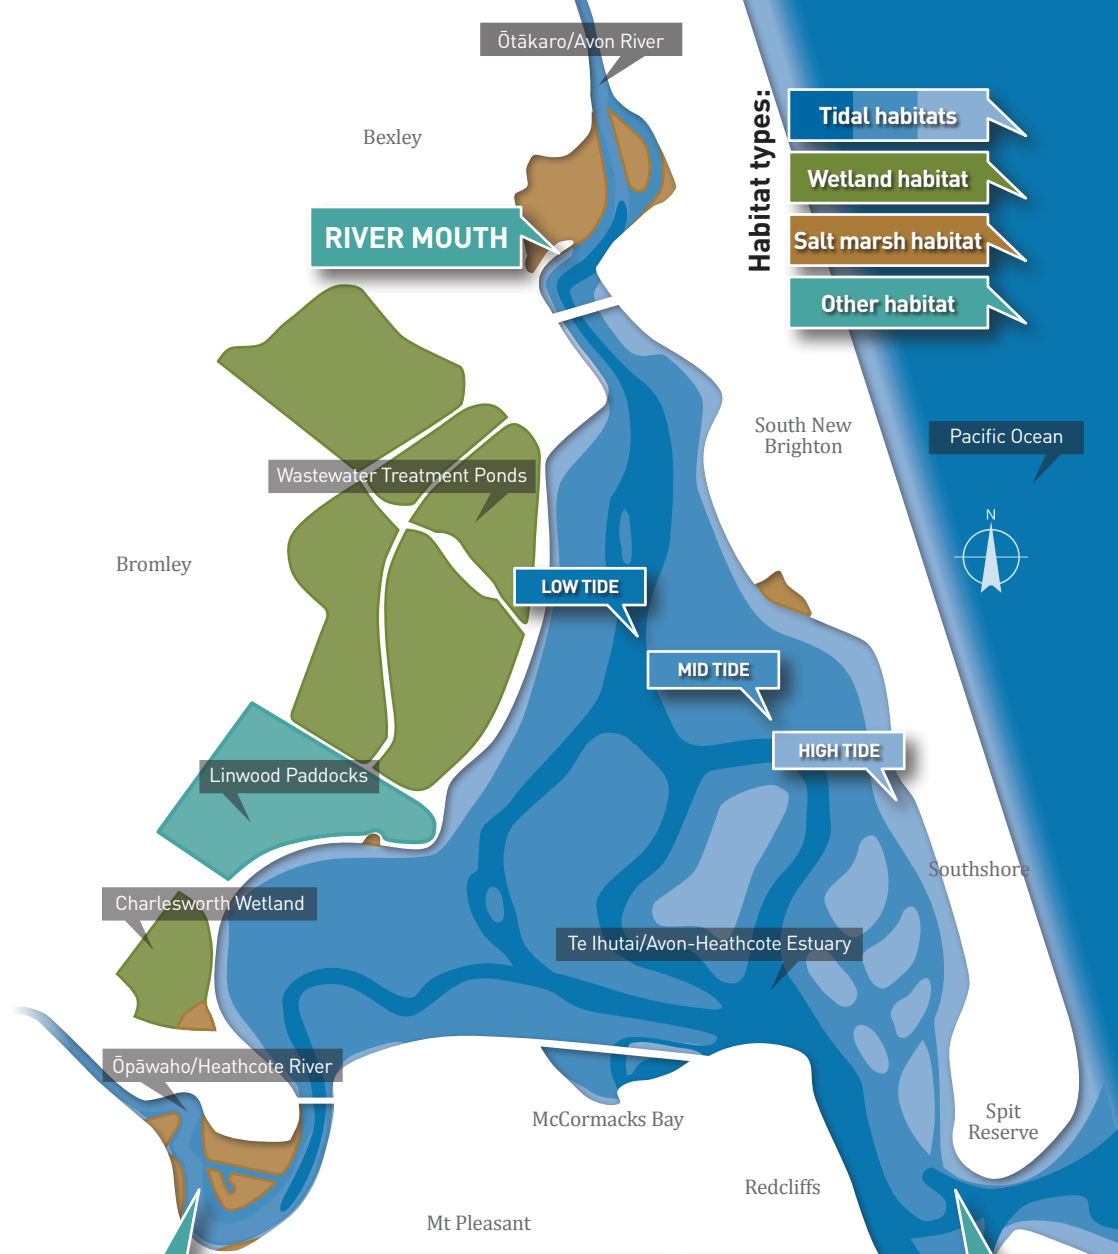 Ōtākaro/Avon River
Bexley
Habitat types:
Tidal habitats
Wetland habitat
Salt marsh habitat
Other habitat
RIVER MOUTH
South New
Brighton
Pacific Ocean
Wastewater Treatment Ponds
N
Bromley
LOW TIDE
MID TIDE
HIGH TIDE
Linwood Paddocks
Southshore
Charlesworth Wetland
Te Ihutai/Avon-Heathcote Estuary
Ōpāwaho/Heathcote River
McCormacks Bay
Spit
Reserve
Redcliffs
Mt Pleasant